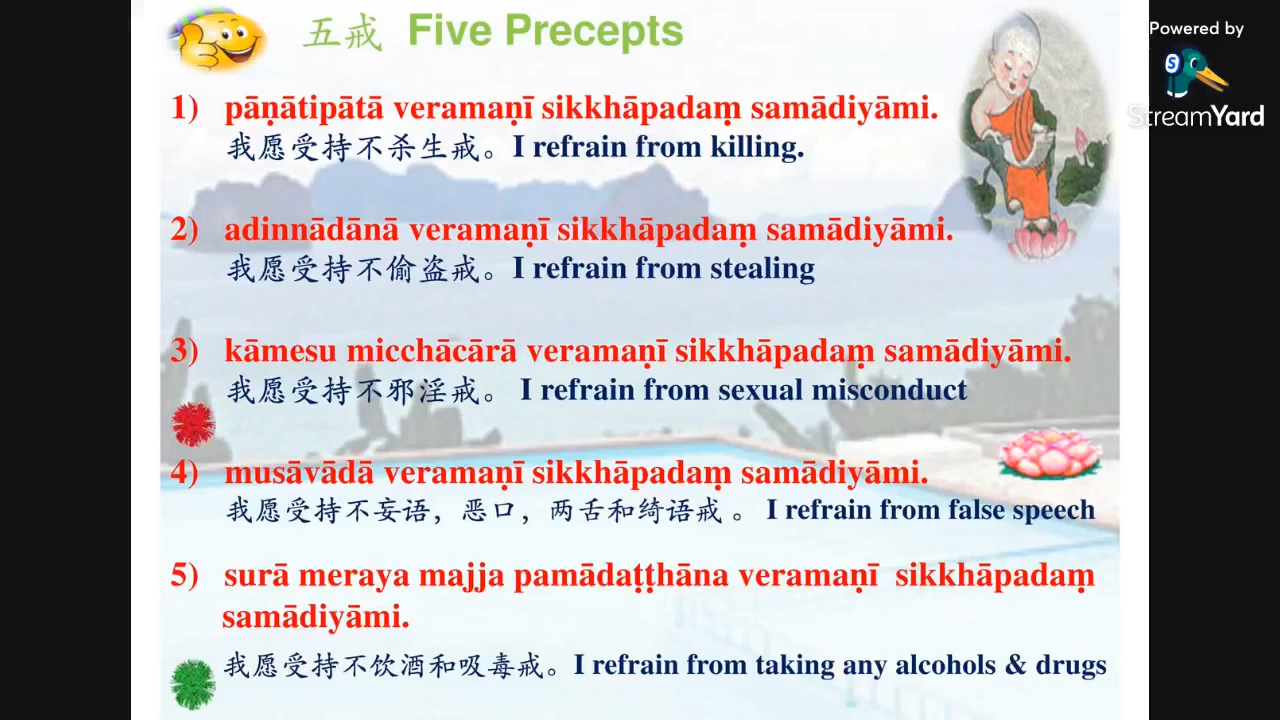 五戒 Five Precepts
Powered by
StreamYard
1) pāṇātipātā veramaṇī sikkhāpadaṃ samādiyāmi.
我愿受持不杀生戒。I refrain from killing.
2) adinnādānā veramaṇī sikkhāpadaṃ samādiyāmi.
我愿受持不偷盗戒。I refrain from stealing
3) kāmesu micchācārā veramaṇī sikkhāpadaṃ samādiyāmi.
我愿受持不邪淫戒。 I refrain from sexual misconduct
4) musāvādā veramaṇī sikkhāpadaṃ samādiyāmi.
我愿受持不妄语，恶口，两舌和绮语戒 。 I refrain from false speech
5) surā meraya majja pamādaṭṭhāna veramaṇī sikkhāpadaṃ
samādiyāmi.
我愿受持不饮酒和吸毒戒。I refrain from taking any alcohols & drugs